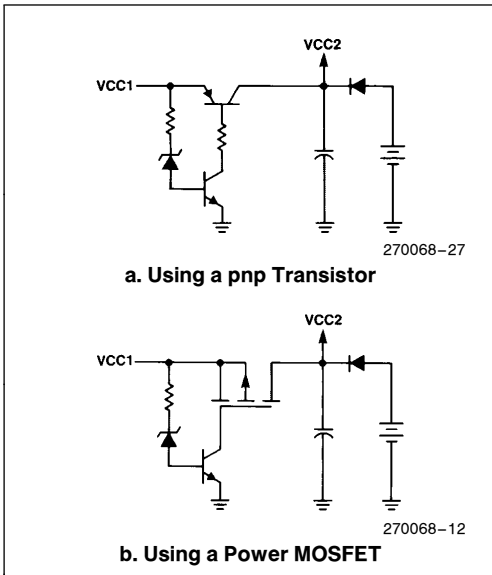 VCC2
VCC1
270068–27
a. Using a pnp Transistor
VCC2
VCC1
270068–12
b. Using a Power MOSFET